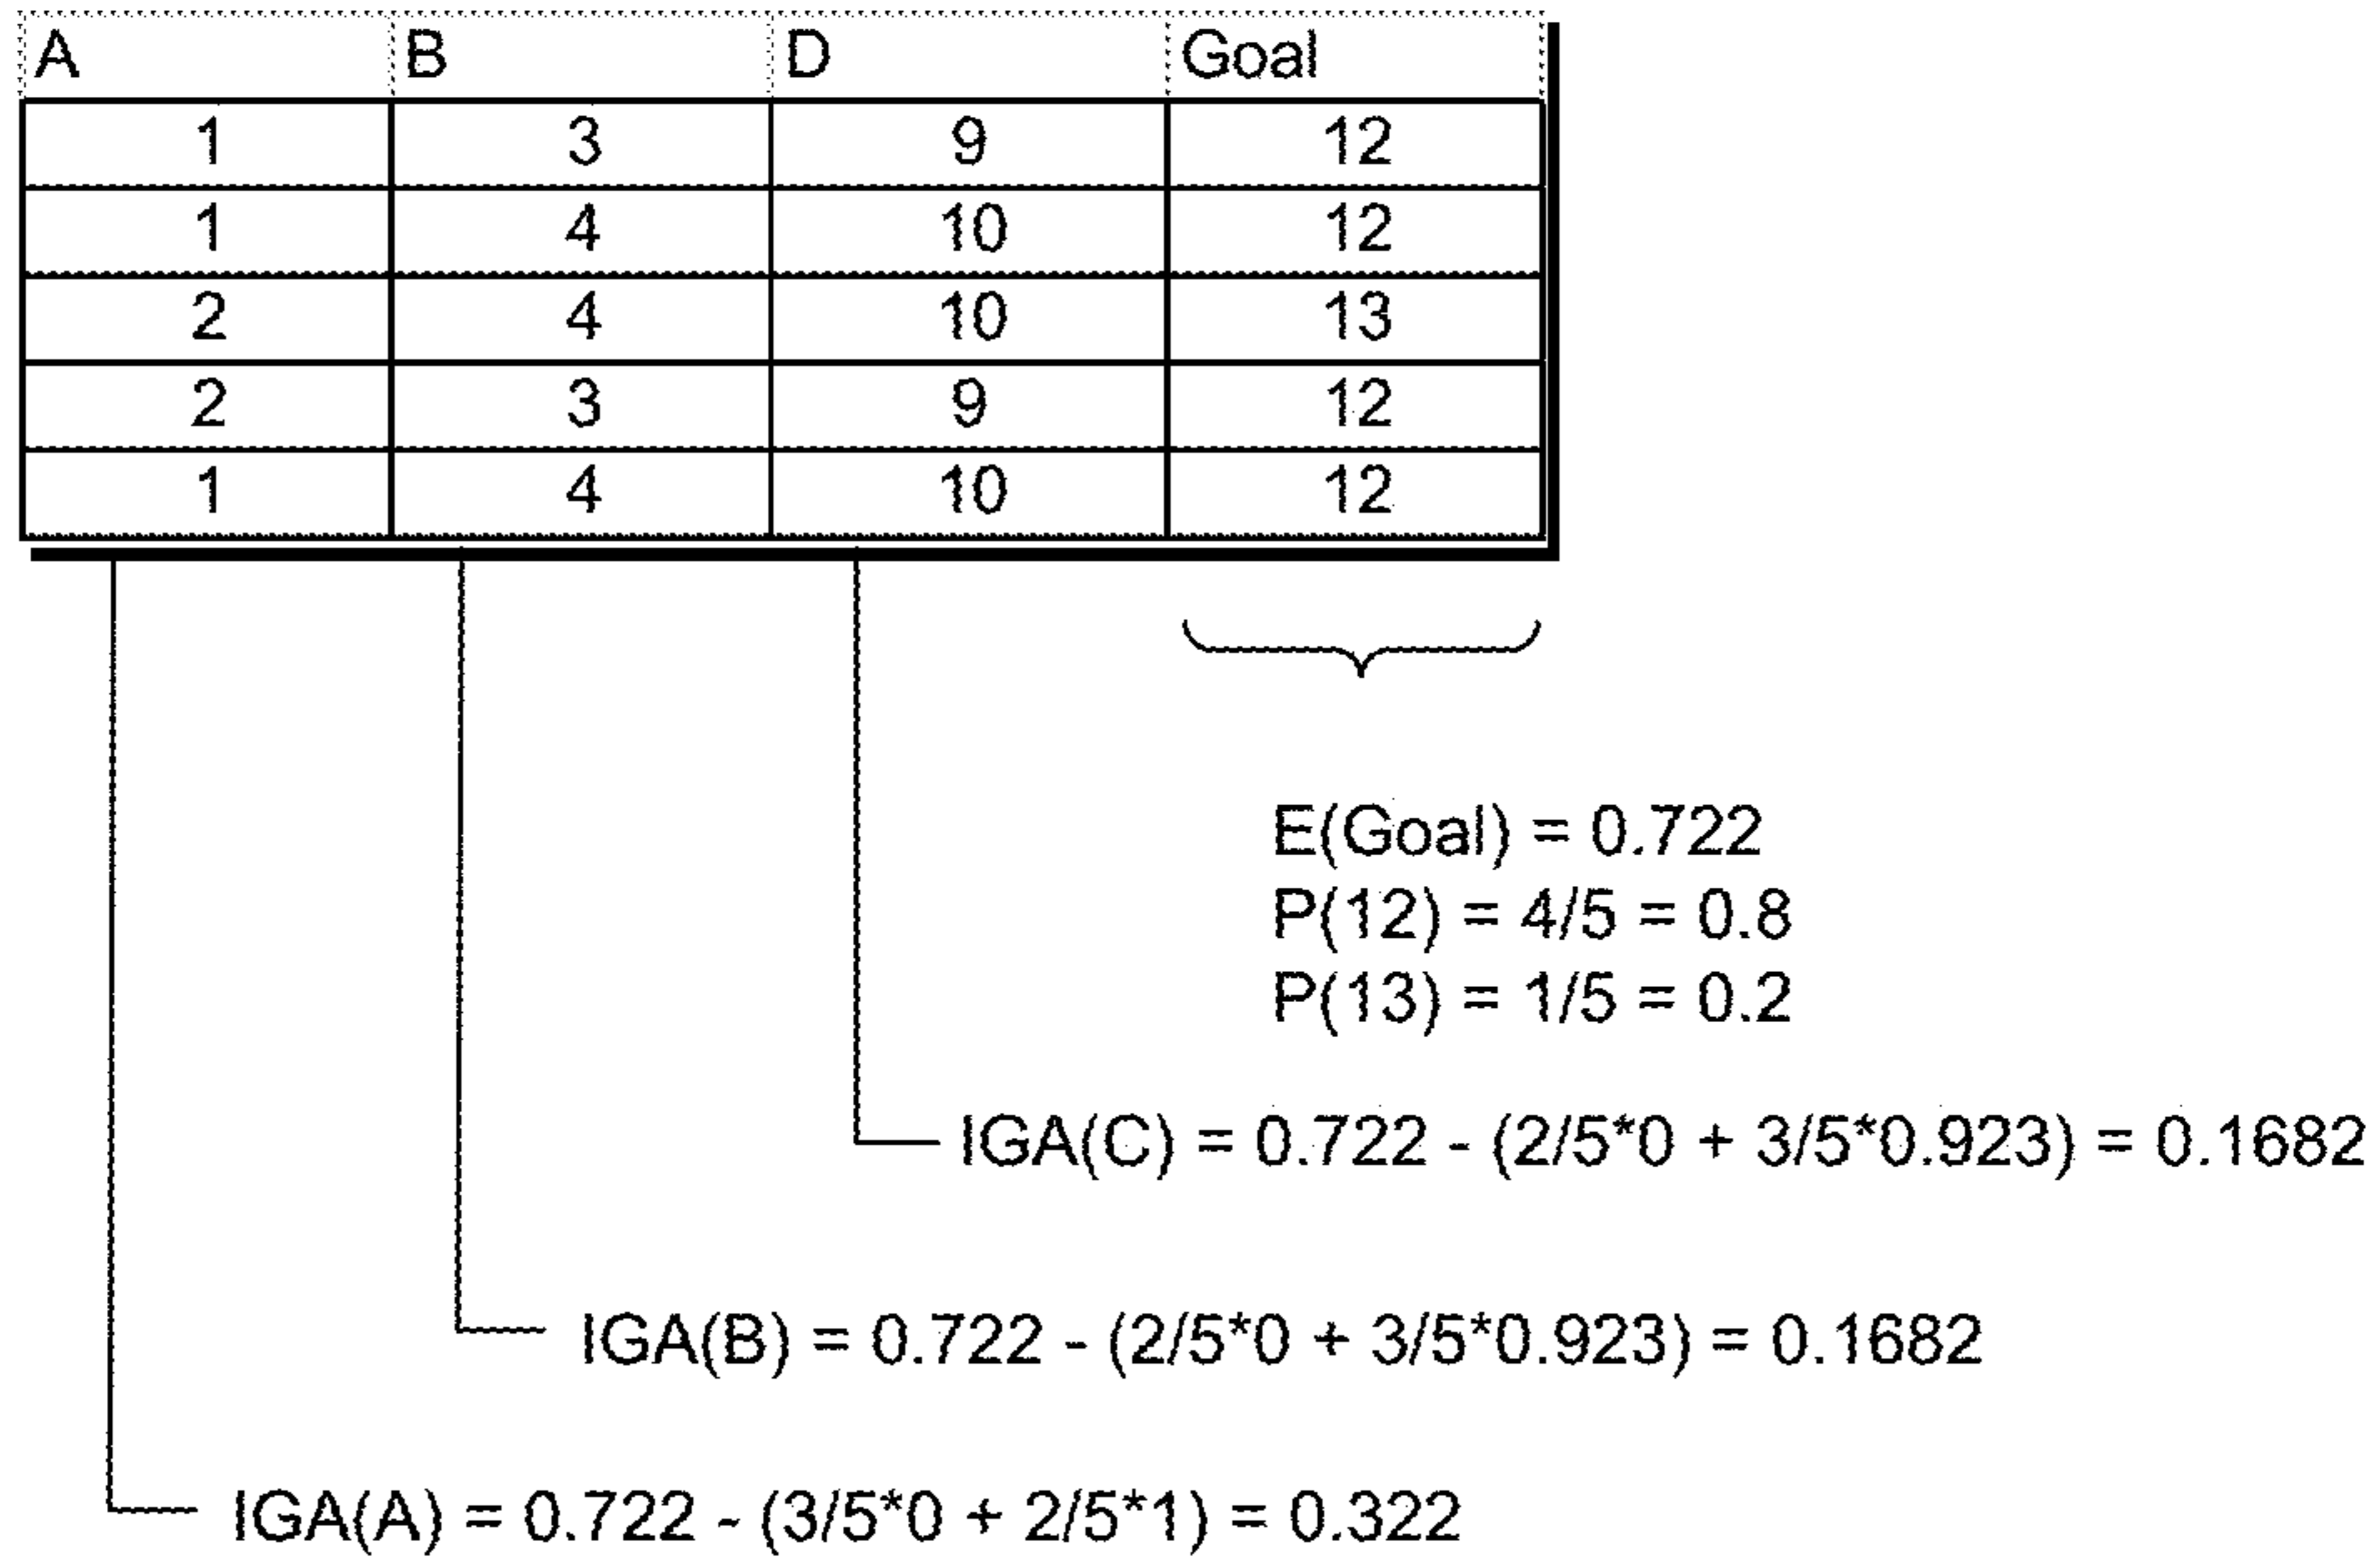 A B D Goal
1 3 9 12
1 4 10 12
2 4 10 13
2 3 9 12
1 4 10 12
E(Goal) = 0.722
P(12) = 4/5 = 0.8
P(13) = 1/5 = 0.2
IGA(C) = 0.722 - (2/5*0 + 3/5*0.923) = 0.1682
IGA(B) = 0.722 - (2/5*0 + 3/5*0.923) = 0.1682
IGA(A) = 0.722 - (3/5*0 + 2/5*1) = 0.322